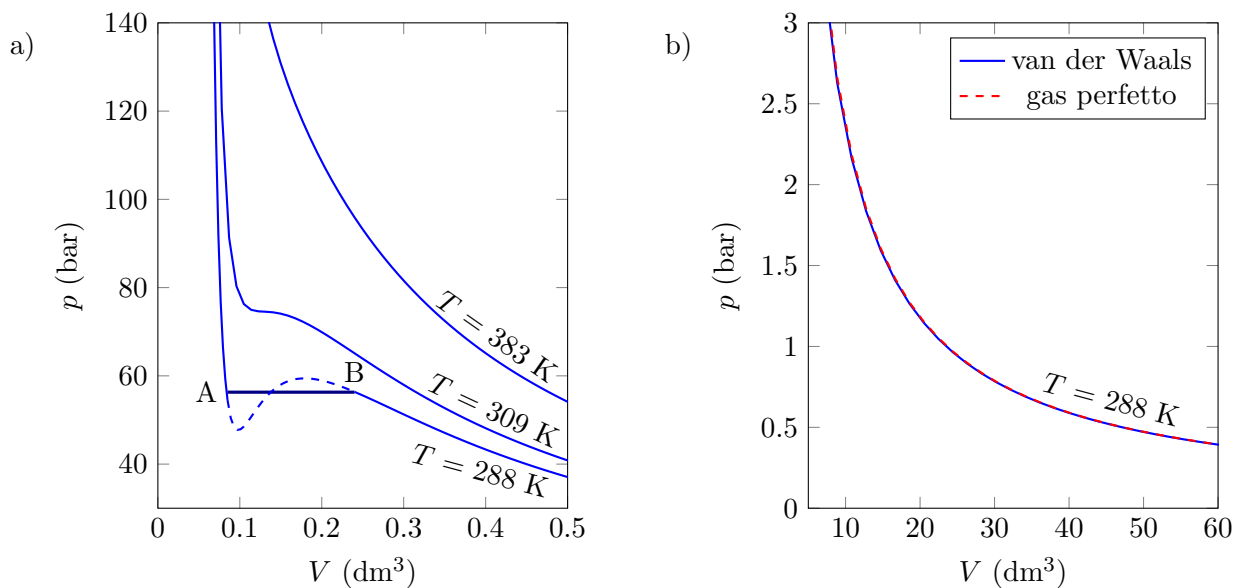 a)
140
120
100
80
60
40
p (bar)
A
B
T = 383 K
T = 309 K
T = 288 K
0
0.1
0.2
0.3
0.4
0.5
V (dm³)
b)
3
2.5
2
1.5
1
0.5
0
p (bar)
van der Waals
gas perfetto
T = 288 K
10
20
30
40
50
60
V (dm³)